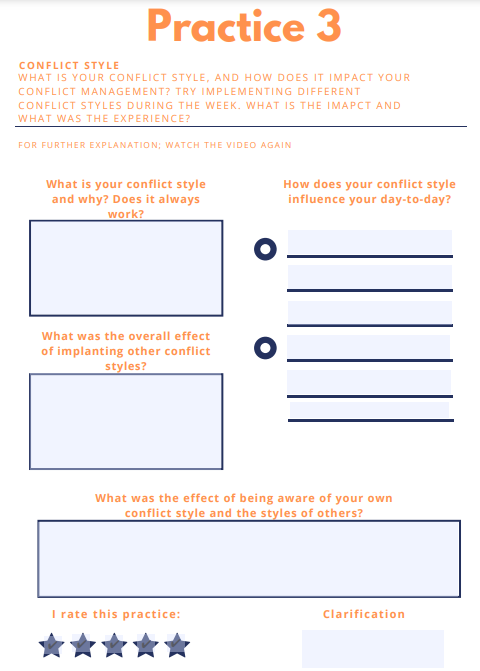 Practice 3
CONFLICT STYLE
WHAT IS YOUR CONFLICT STYLE, AND HOW DOES IT IMPACT YOUR
CONFLICT MANAGEMENT? TRY IMPLEMENTING DIFFERENT
CONFLICT STYLES DURING THE WEEK. WHAT IS THE IMAPCT AND
WHAT WAS THE EXPERIENCE?
FOR FURTHER EXPLANATION; WATCH THE VIDEO AGAIN
What is your conflict style
and why? Does it always
work?
How does your conflict style
influence your day-to-day?
What was the overall effect
of implanting other conflict
styles?
What was the effect of being aware of your own
conflict style and the styles of others?
I rate this practice:
Clarification